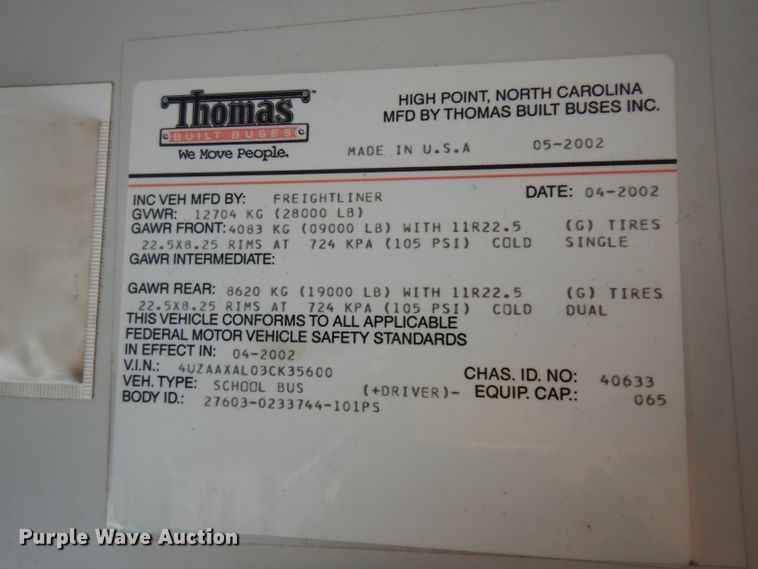 Thomas
BUILT BUSES
We Move People.
HIGH POINT, NORTH CAROLINA
MFD BY THOMAS BUILT BUSES INC.
MADE IN U.S.A 05-2002
INC VEH MFD BY: FREIGHTLINER DATE: 04-2002
GVWR: 12704 KG (28000 LB)
GAWR FRONT: 4083 KG (09000 LB) WITH 11R22.5 (G) TIRES
22.5X8.25 RIMS AT 724 KPA (105 PSI) COLD SINGLE
GAWR INTERMEDIATE:
GAWR REAR: 8620 KG (19000 LB) WITH 11R22.5 (G) TIRES
22.5X8.25 RIMS AT 724 KPA (105 PSI) COLD DUAL
THIS VEHICLE CONFORMS TO ALL APPLICABLE
FEDERAL MOTOR VEHICLE SAFETY STANDARDS
IN EFFECT IN: 04-2002
V.I.N.: 4UZAAXAL03CK35600 CHAS. ID. NO: 40633
VEH. TYPE: SCHOOL BUS (+DRIVER)- EQUIP. CAP.: 065
BODY ID.: 27603-0233744-101PS
Purple Wave Auction